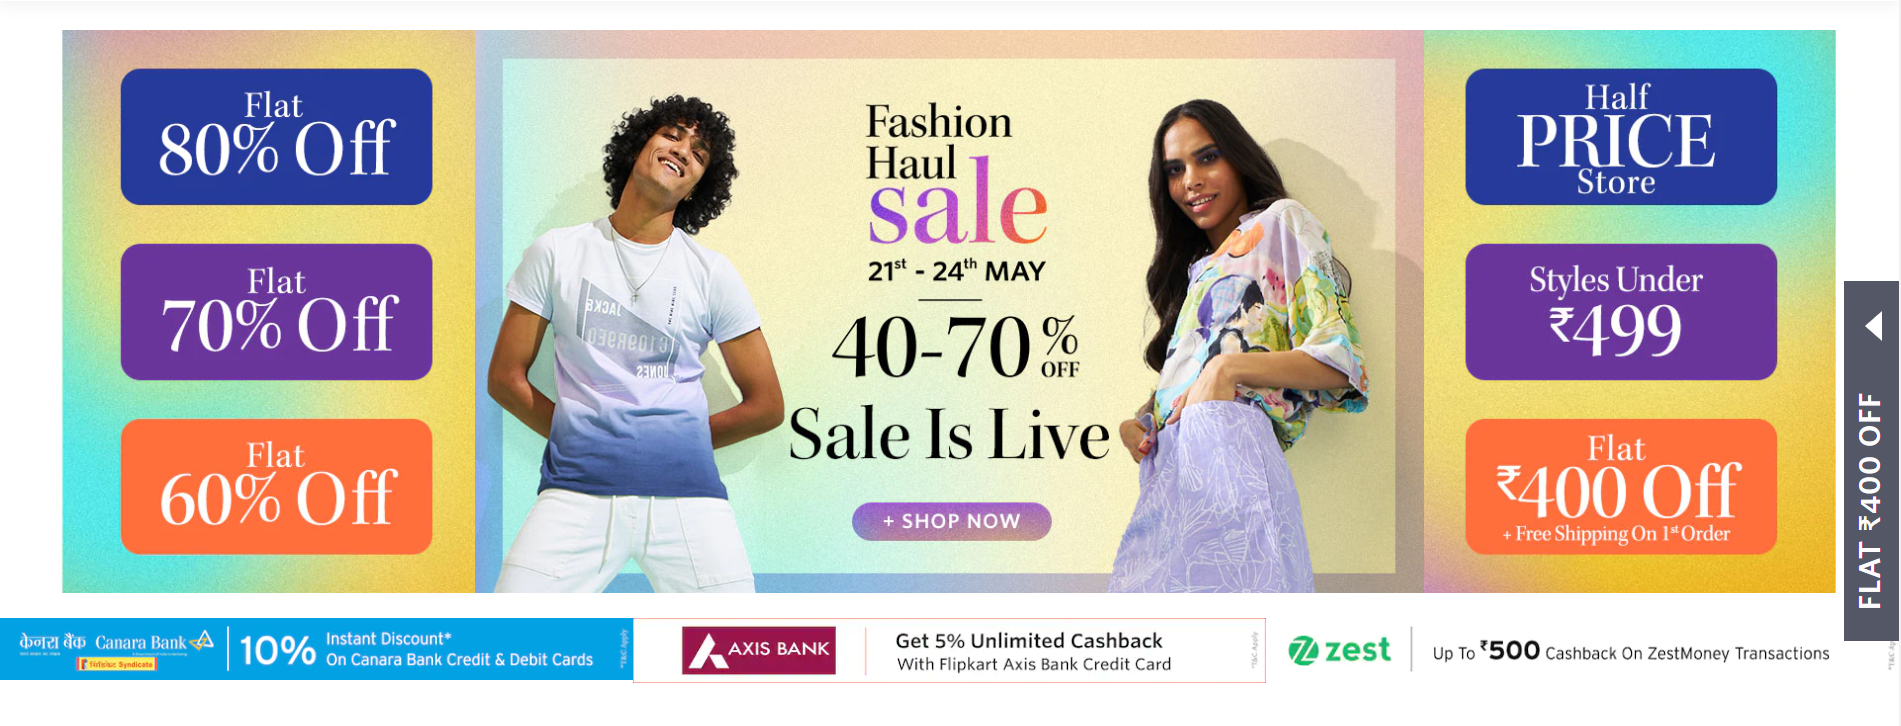 Flat
80% Off
Flat
70% Off
Flat
60% Off
Fashion
Haul
sale
21st - 24th MAY
40-70% OFF
Sale Is Live
+ SHOP NOW
Half
PRICE
Store
Styles Under
₹499
Flat
₹400 Off
+ Free Shipping On 1st Order
FLAT ₹400 OFF
केनरा बैंक Canara Bank
Syndicate
10% Instant Discount*
On Canara Bank Credit & Debit Cards
*T&C Apply
AXIS BANK
Get 5% Unlimited Cashback
With Flipkart Axis Bank Credit Card
*T&C Apply
zest
Up To ₹500 Cashback On ZestMoney Transactions